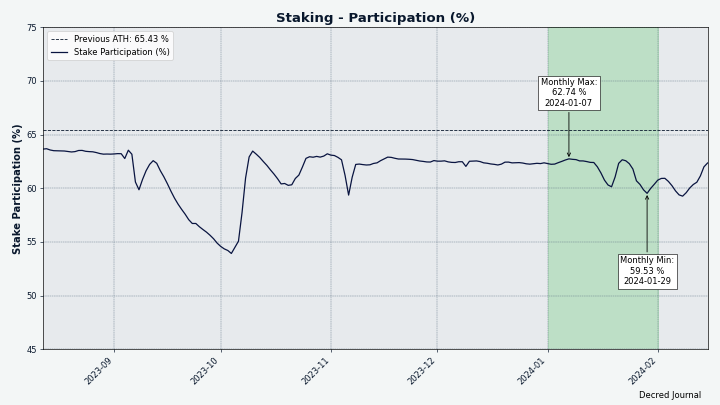 Staking - Participation (%)
Previous ATH: 65.43 %
Stake Participation (%)
Stake Participation (%)
75
70
65
60
55
50
45
Monthly Max:
62.74 %
2024-01-07
Monthly Min:
59.53 %
2024-01-29
2023-09
2023-10
2023-11
2023-12
2024-01
2024-02
Decred Journal